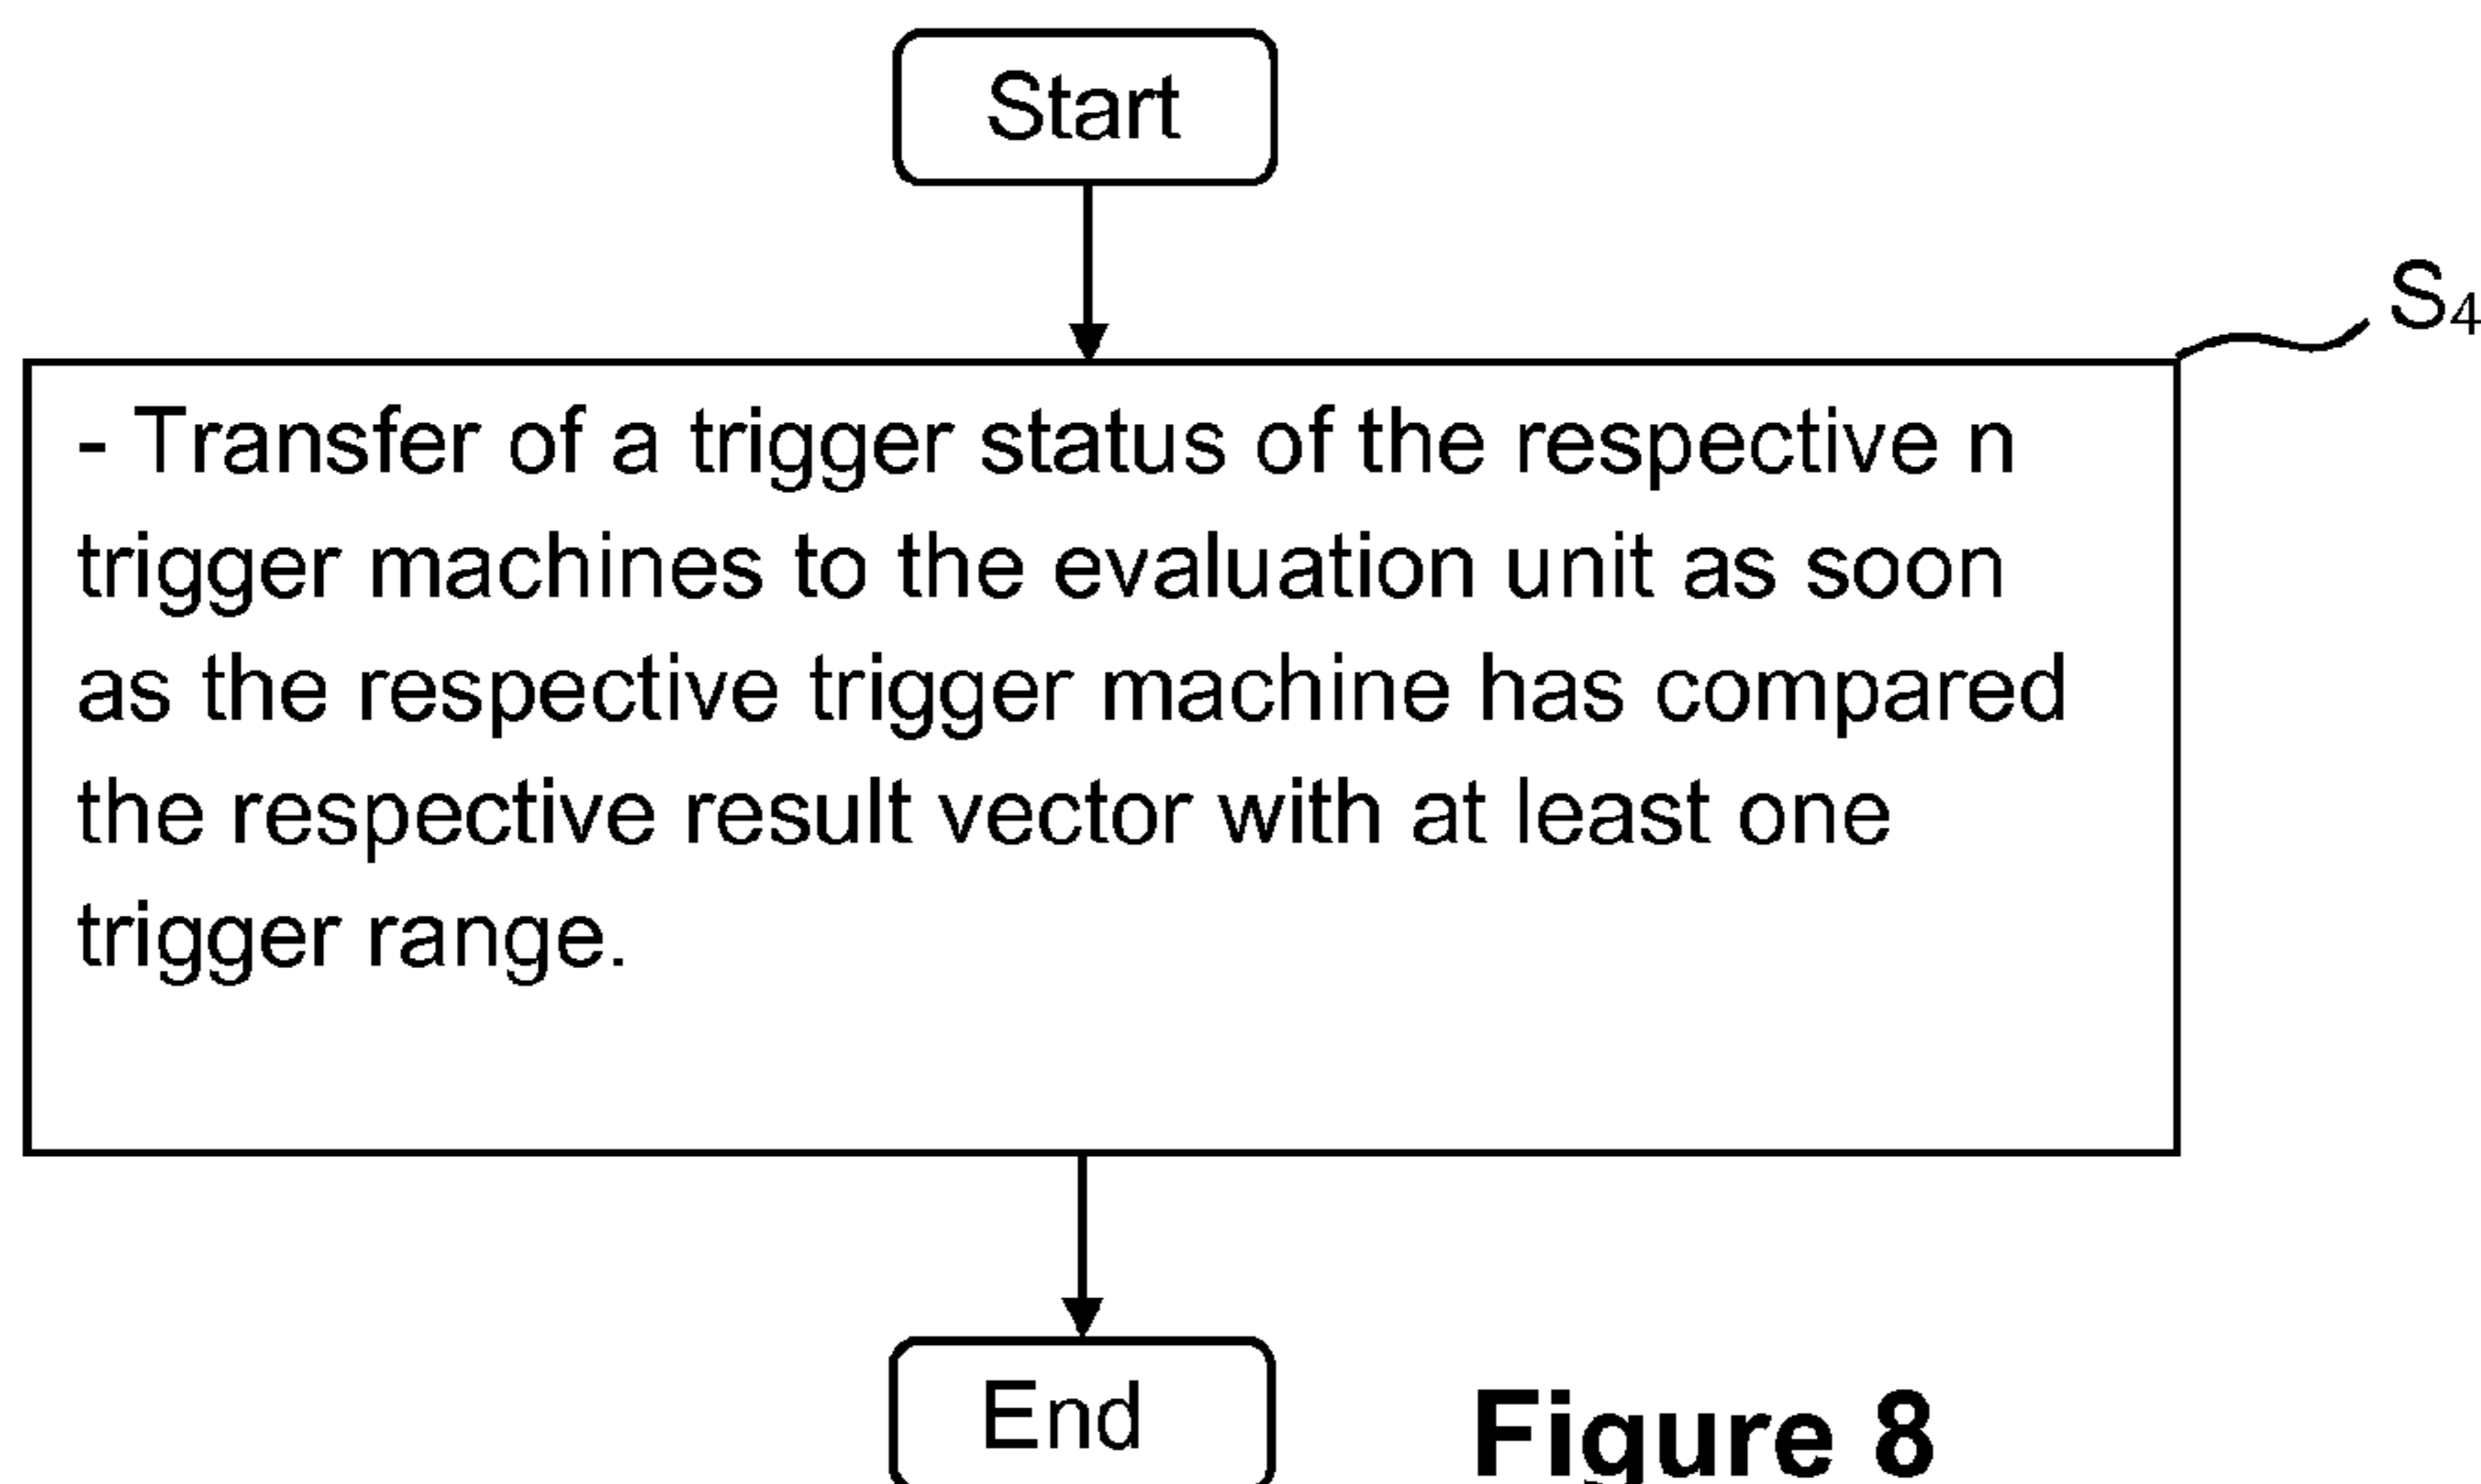 Start
S₄
- Transfer of a trigger status of the respective n
trigger machines to the evaluation unit as soon
as the respective trigger machine has compared
the respective result vector with at least one
trigger range.
End
Figure 8